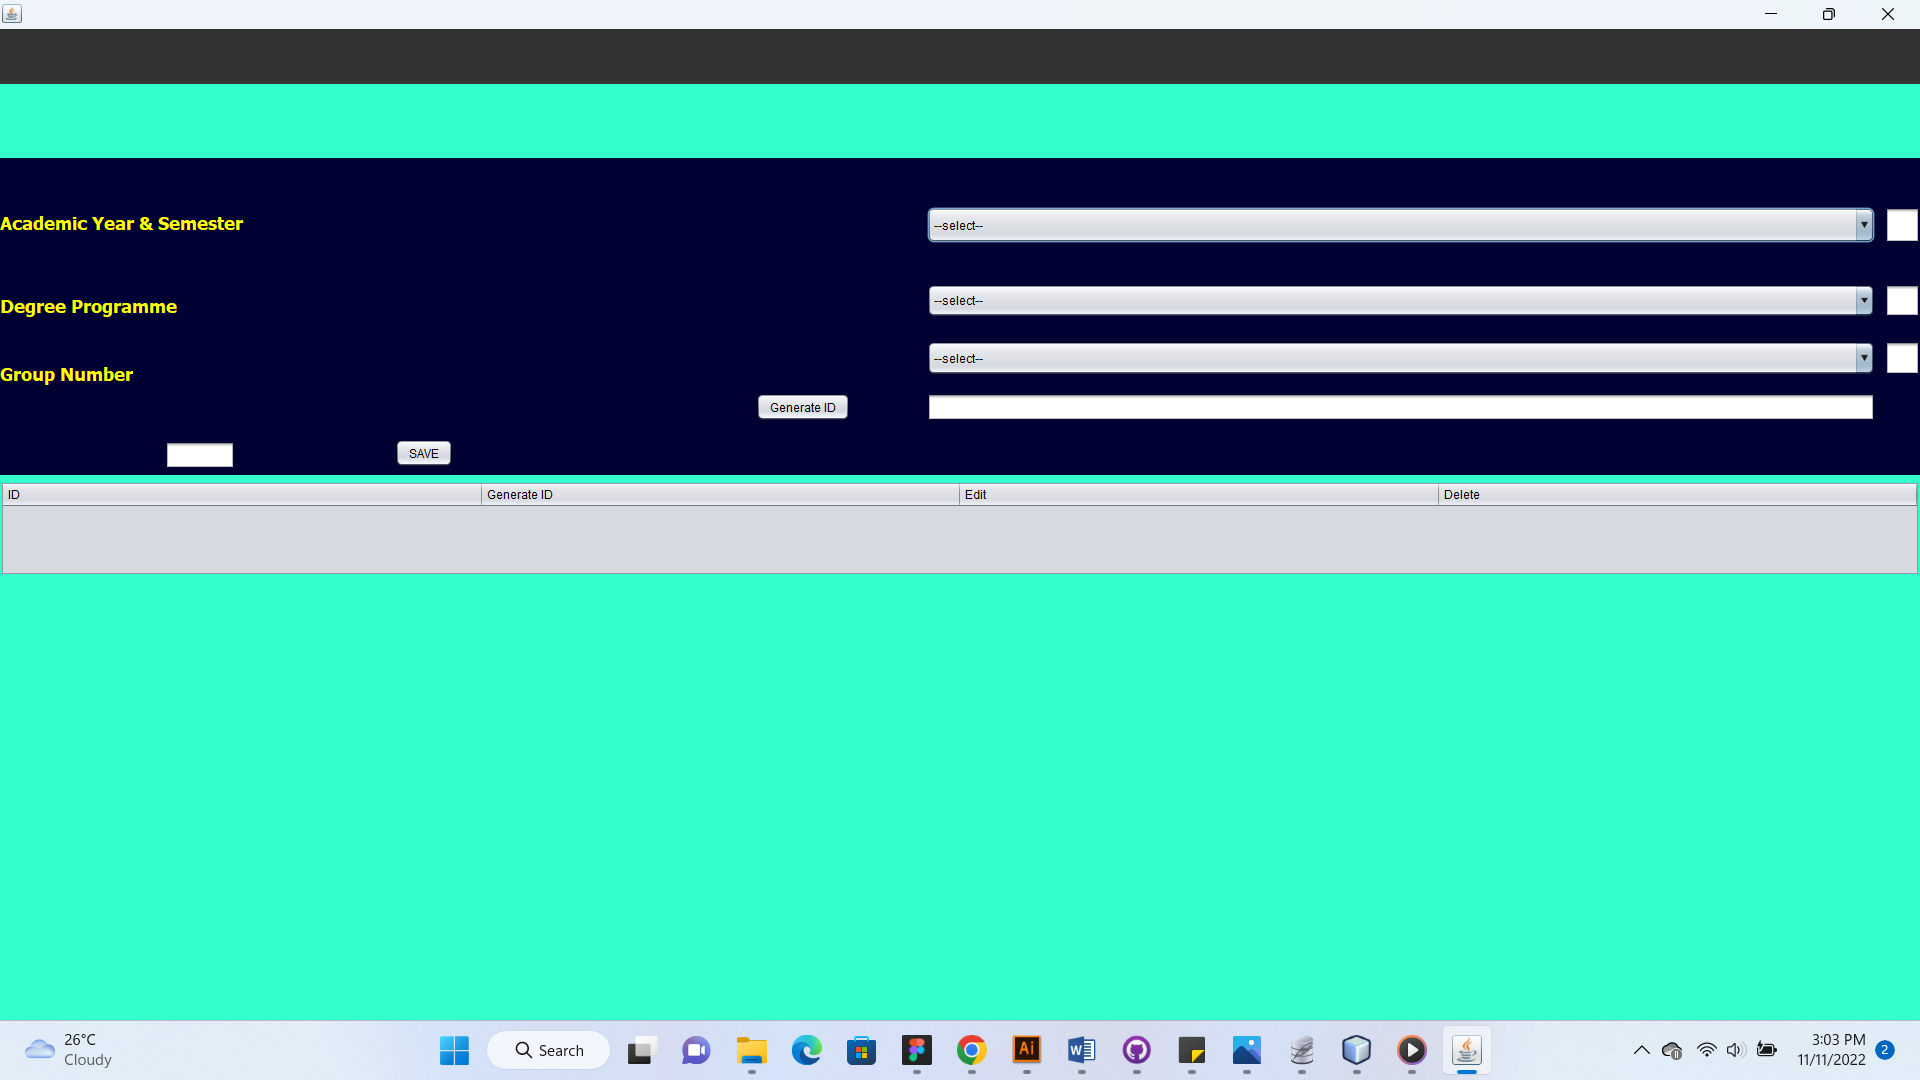 Academic Year & Semester
--select--
Degree Programme
--select--
Group Number
--select--
Generate ID
SAVE
ID Generate ID Edit Delete
26°C
Cloudy
Search
Ai
W
3:03 PM
11/11/2022
2